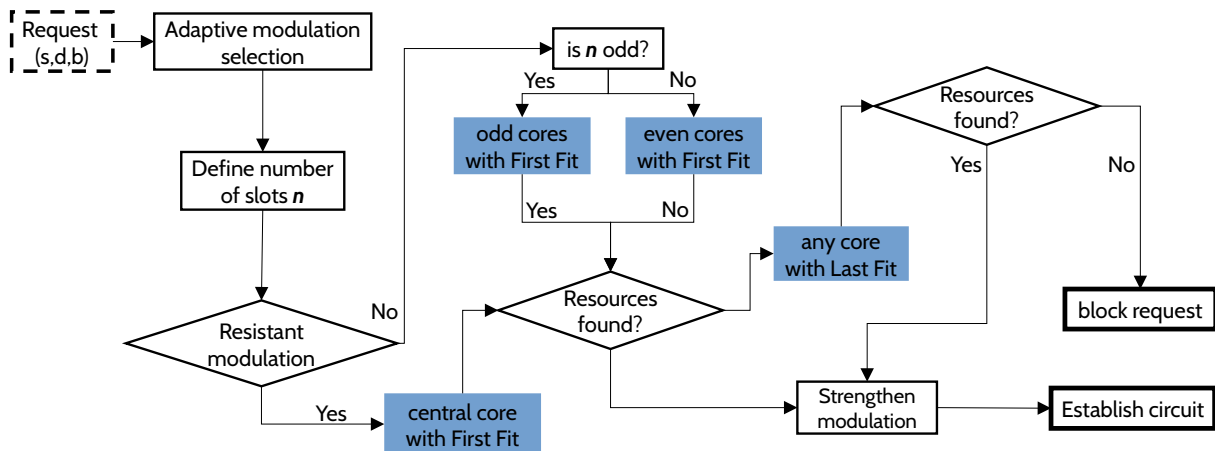 Request
(s,d,b)
Adaptive modulation
selection
Define number
of slots n
Resistant
modulation
No
Yes
central core
with First Fit
is n odd?
Yes
No
odd cores
with First Fit
even cores
with First Fit
Yes
No
Resources
found?
any core
with Last Fit
Resources
found?
Yes
No
block request
Strengthen
modulation
Establish circuit